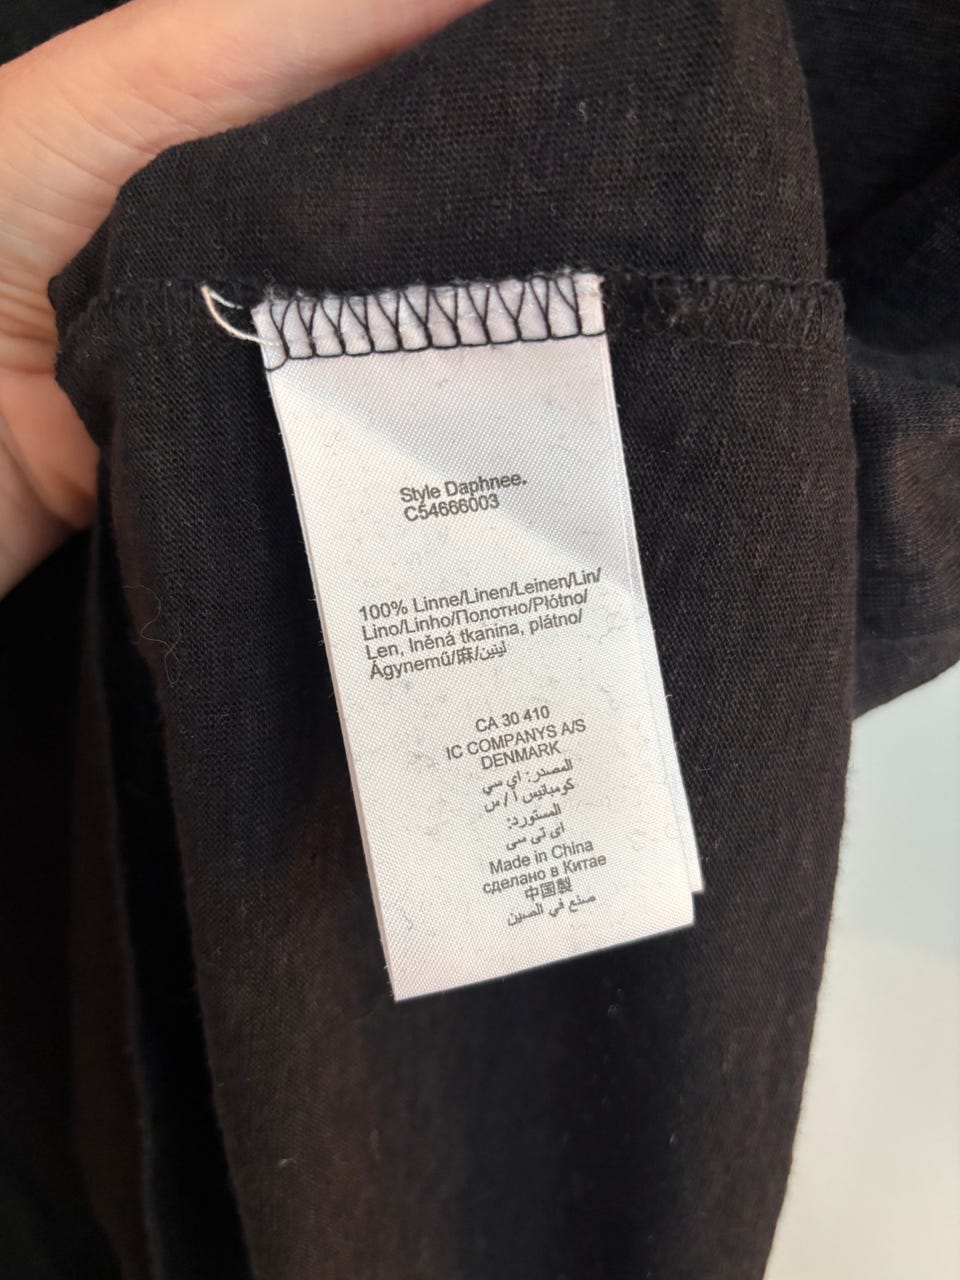 Style Daphnee.
C54666003
100% Linne/Linen/Leinen/Lin/
Lino/Linho/Полотно/Płótno/
Len, lněná tkanina, plátno/
Ágynemű/麻/لينين
CA 30 410
IC COMPANYS A/S
DENMARK
المصدر: اي سي
كومبانيس أ / س
المستورد:
اى تى سى
Made in China
сделано в Китае
中国製
صنع في الصين